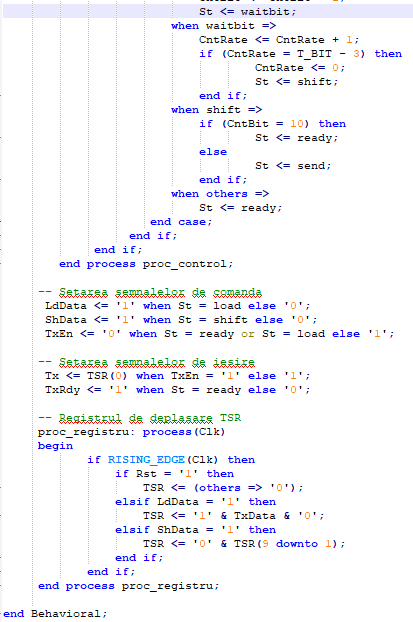 St <= waitbit;
when waitbit =>
CntRate <= CntRate + 1;
if (CntRate = T_BIT - 3) then
CntRate <= 0;
St <= shift;
end if;
when shift =>
if (CntBit = 10) then
St <= ready;
else
St <= send;
end if;
when others =>
St <= ready;
end case;
end if;
end if;
end process proc_control;
-- Setarea semnalelor de comanda
LdData <= '1' when St = load else '0';
ShData <= '1' when St = shift else '0';
TxEn <= '0' when St = ready or St = load else '1';
-- Setarea semnalelor de iesire
Tx <= TSR(0) when TxEn = '1' else '1';
TxRdy <= '1' when St = ready else '0';
-- Registrul de deplasare TSR
proc_registru: process(Clk)
begin
if RISING_EDGE(Clk) then
if Rst = '1' then
TSR <= (others => '0');
elsif LdData = '1' then
TSR <= '1' & TxData & '0';
elsif ShData = '1' then
TSR <= '0' & TSR(9 downto 1);
end if;
end if;
end process proc_registru;
end Behavioral;